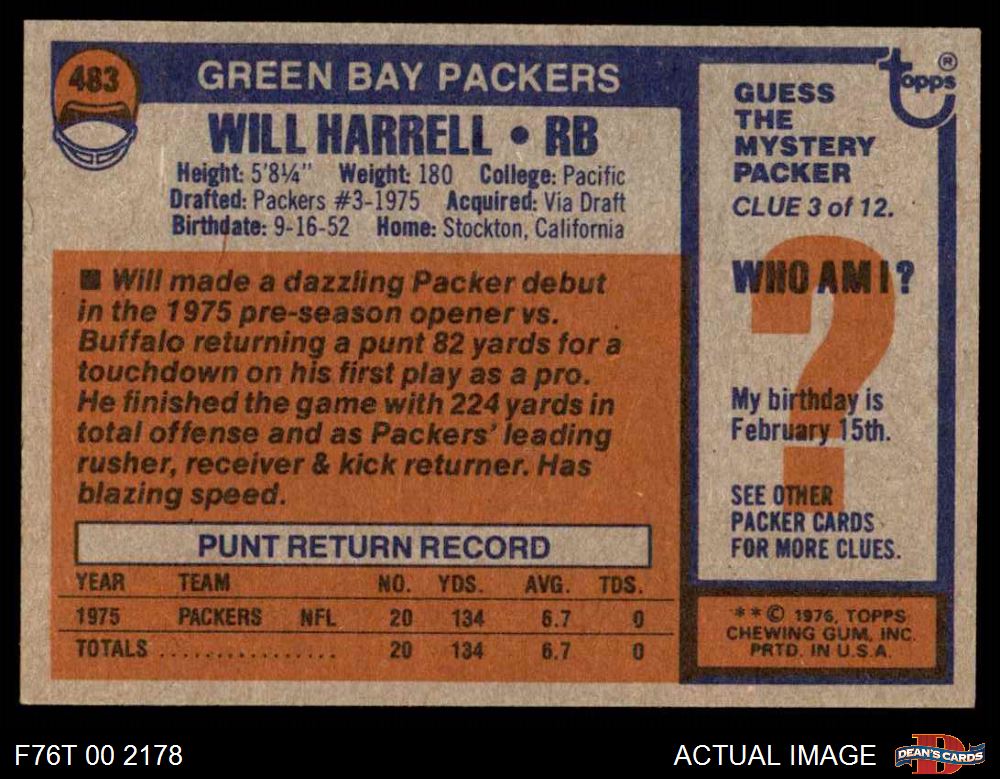 483
GREEN BAY PACKERS
WILL HARRELL • RB
Height: 5'8¼" Weight: 180 College: Pacific
Drafted: Packers #3-1975 Acquired: Via Draft
Birthdate: 9-16-52 Home: Stockton, California
■ Will made a dazzling Packer debut
in the 1975 pre-season opener vs.
Buffalo returning a punt 82 yards for a
touchdown on his first play as a pro.
He finished the game with 224 yards in
total offense and as Packers' leading
rusher, receiver & kick returner. Has
blazing speed.
PUNT RETURN RECORD
YEAR TEAM NO. YDS. AVG. TDS.
1975 PACKERS NFL 20 134 6.7 0
TOTALS ................ 20 134 6.7 0
topps®
GUESS
THE
MYSTERY
PACKER
CLUE 3 of 12.
?
WHO AM I?
My birthday is
February 15th.
SEE OTHER
PACKER CARDS
FOR MORE CLUES.
**© 1976, TOPPS
CHEWING GUM, INC.
PRTD. IN U.S.A.
F76T 00 2178
ACTUAL IMAGE
D
DEAN'S CARDS